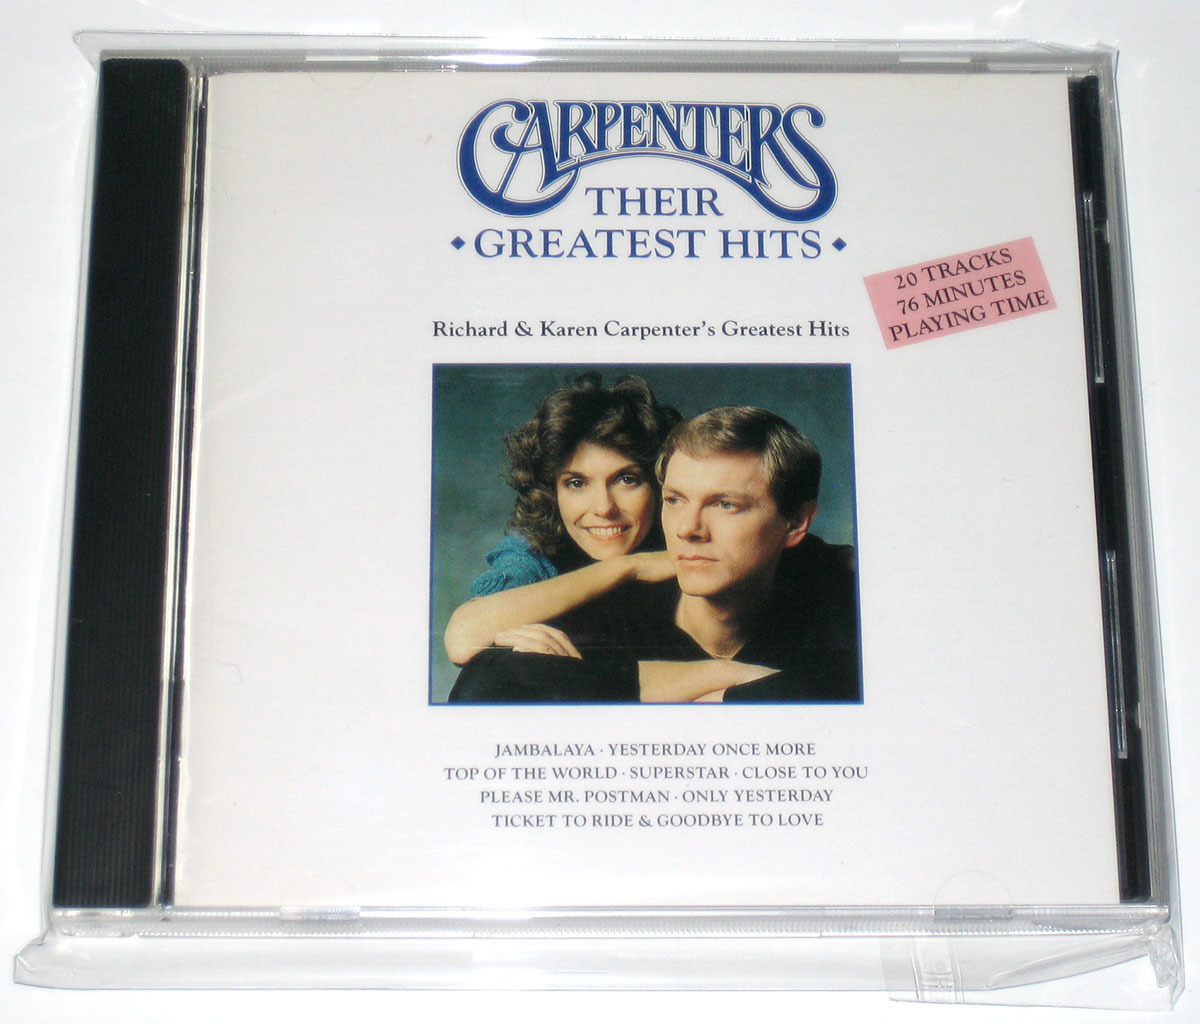 CARPENTERS
THEIR
◆ GREATEST HITS ◆
20 TRACKS
76 MINUTES
PLAYING TIME
Richard & Karen Carpenter's Greatest Hits
JAMBALAYA · YESTERDAY ONCE MORE
TOP OF THE WORLD · SUPERSTAR · CLOSE TO YOU
PLEASE MR. POSTMAN · ONLY YESTERDAY
TICKET TO RIDE & GOODBYE TO LOVE